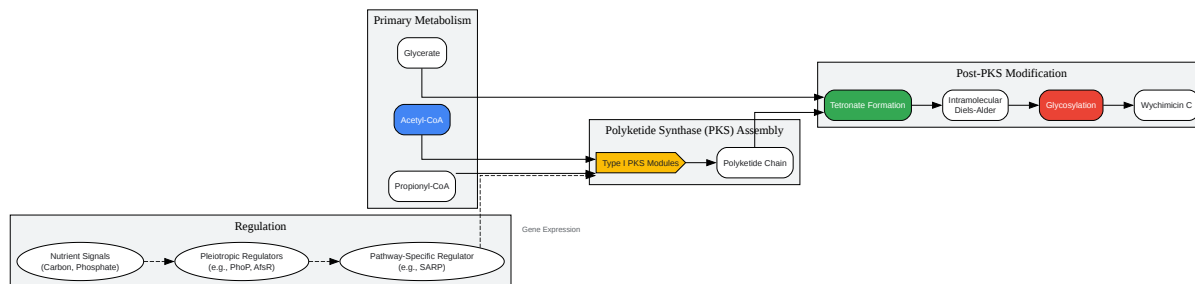 Primary Metabolism
Glycerate
Acetyl-CoA
Propionyl-CoA
Polyketide Synthase (PKS) Assembly
Type I PKS Modules
Polyketide Chain
Post-PKS Modification
Tetronate Formation
Intramolecular
Diels-Alder
Glycosylation
Wychimicin C
Regulation
Nutrient Signals
(Carbon, Phosphate)
Pleiotropic Regulators
(e.g., PhoP, AfsR)
Pathway-Specific Regulator
(e.g., SARP)
Gene Expression